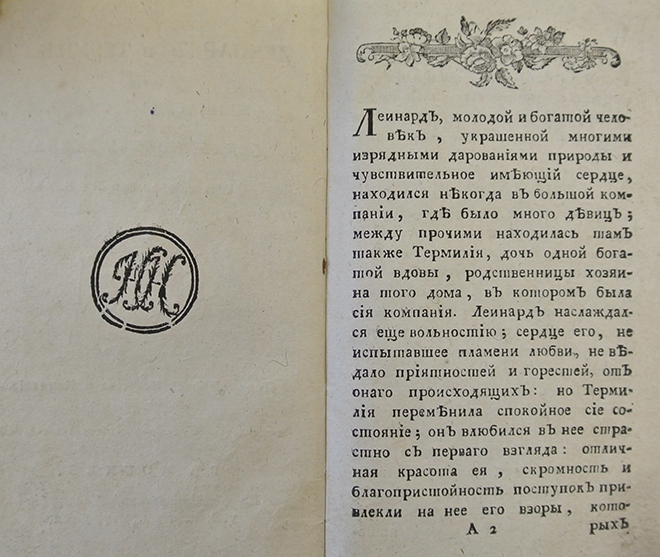 НН
Леинардъ, молодой и богатой чело-
вѣкъ, украшенной многими
изрядными дарованіями природы и
чувствительное имѣющій сердце,
находился нѣкогда въ большой ком-
паніи, гдѣ было много дѣвицъ;
между прочими находилась тамъ
также Термилія, дочь одной бога-
той вдовы, родственницы хозяи-
на того дома, въ которомъ была
сія компанія. Леинардъ наслаждал-
ся еще вольностію; сердце его, не
испытавшее пламени любви, не вѣ-
дало пріятностей и горестей, отъ
онаго происходящихъ: но Терми-
лія перемѣнила спокойное сіе со-
стояніе; онъ влюбился въ нее стра-
стно съ перваго взгляда: отлич-
ная красота ея, скромность и
благопристойность поступокъ при-
влекли на нее его взоры, кото-
А 2 рыхъ